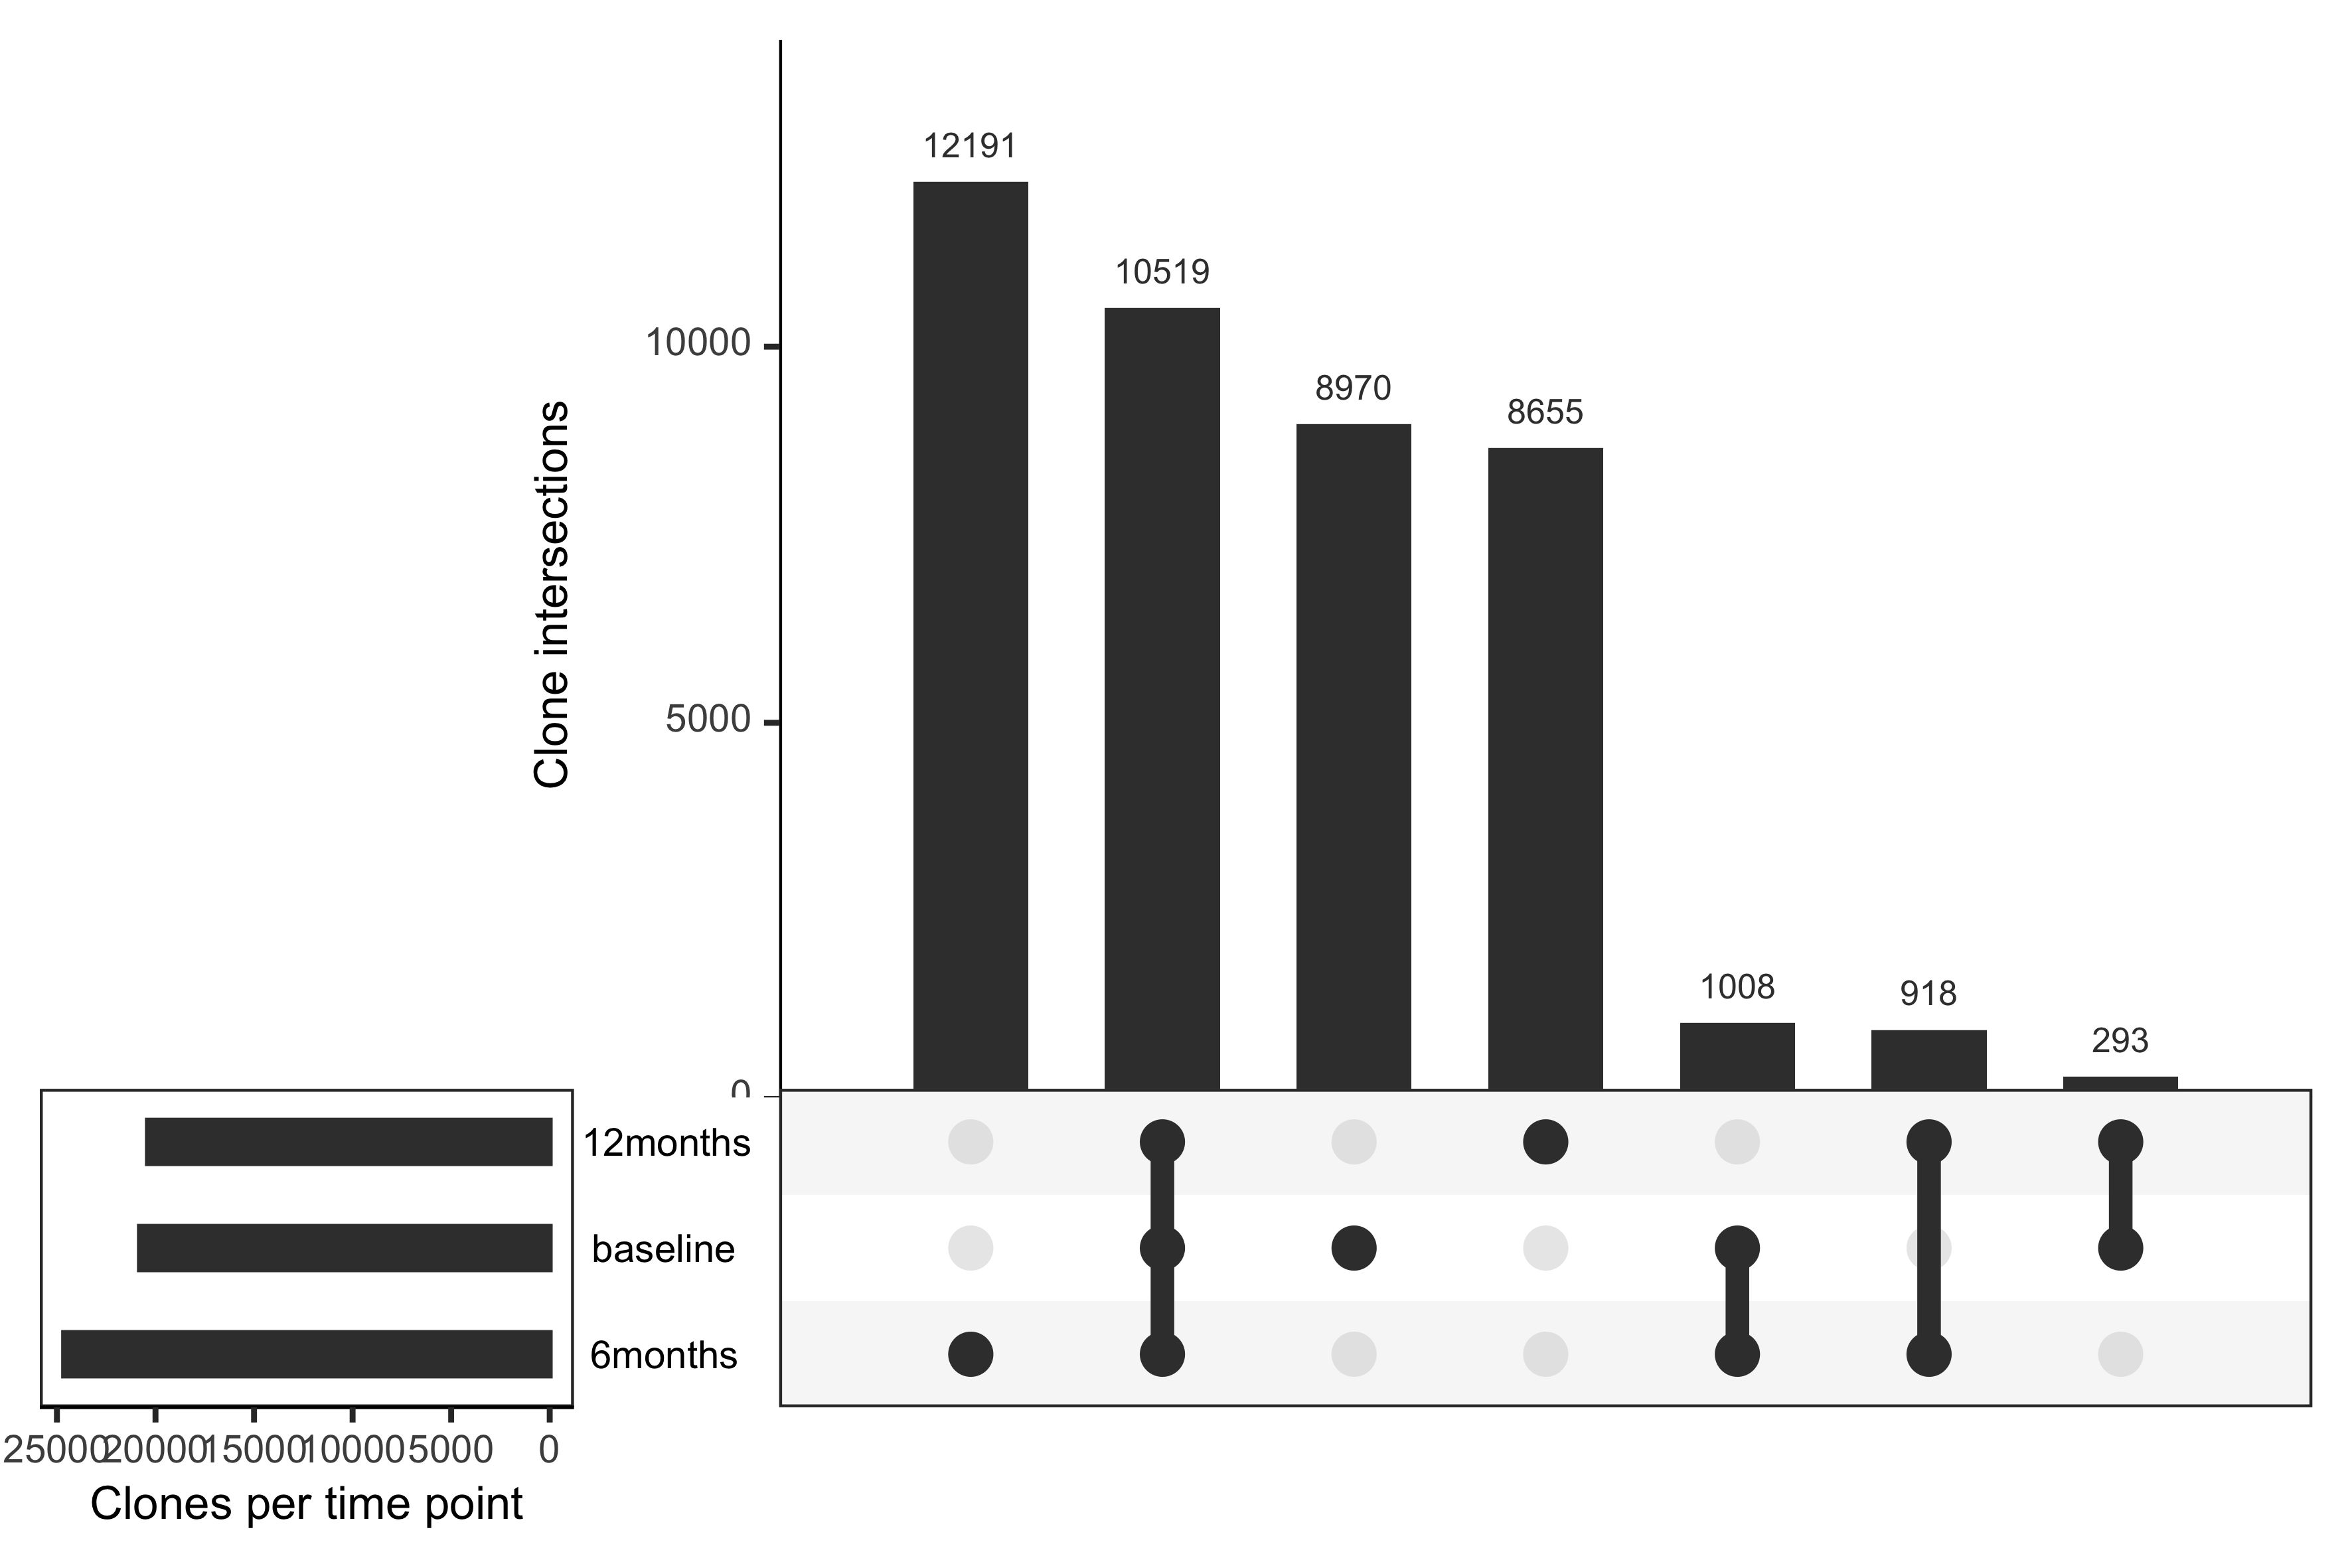 12191
10519
8970
8655
1008
918
293
10000
5000
0
Clone intersections
12months
baseline
6months
25000 20000 15000 10000 5000 0
Clones per time point